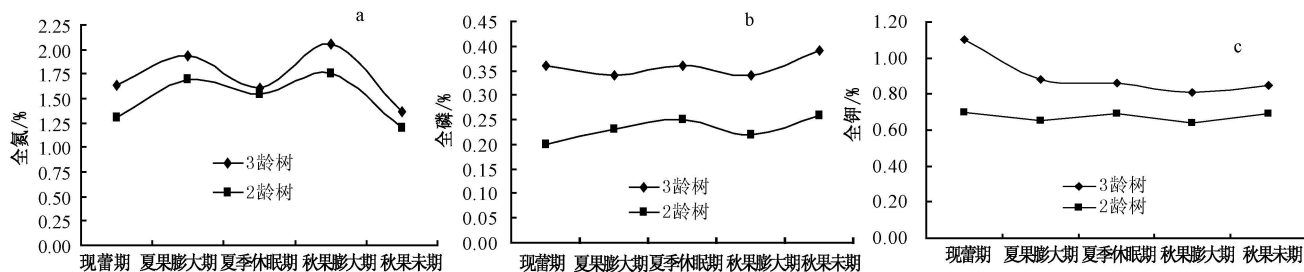 a
全氮/%
2.25
2.00
1.75
1.50
1.25
1.00
0.75
0.50
0.25
0.00
3龄树
2龄树
现蕾期 夏果膨大期 夏季休眠期 秋果膨大期 秋果末期
b
全磷/%
0.45
0.40
0.35
0.30
0.25
0.20
0.15
0.10
0.05
0.00
3龄树
2龄树
现蕾期 夏果膨大期 夏季休眠期 秋果膨大期 秋果末期
c
全钾/%
1.20
1.00
0.80
0.60
0.40
0.20
0.00
3龄树
2龄树
现蕾期 夏果膨大期 夏季休眠期 秋果膨大期 秋果末期